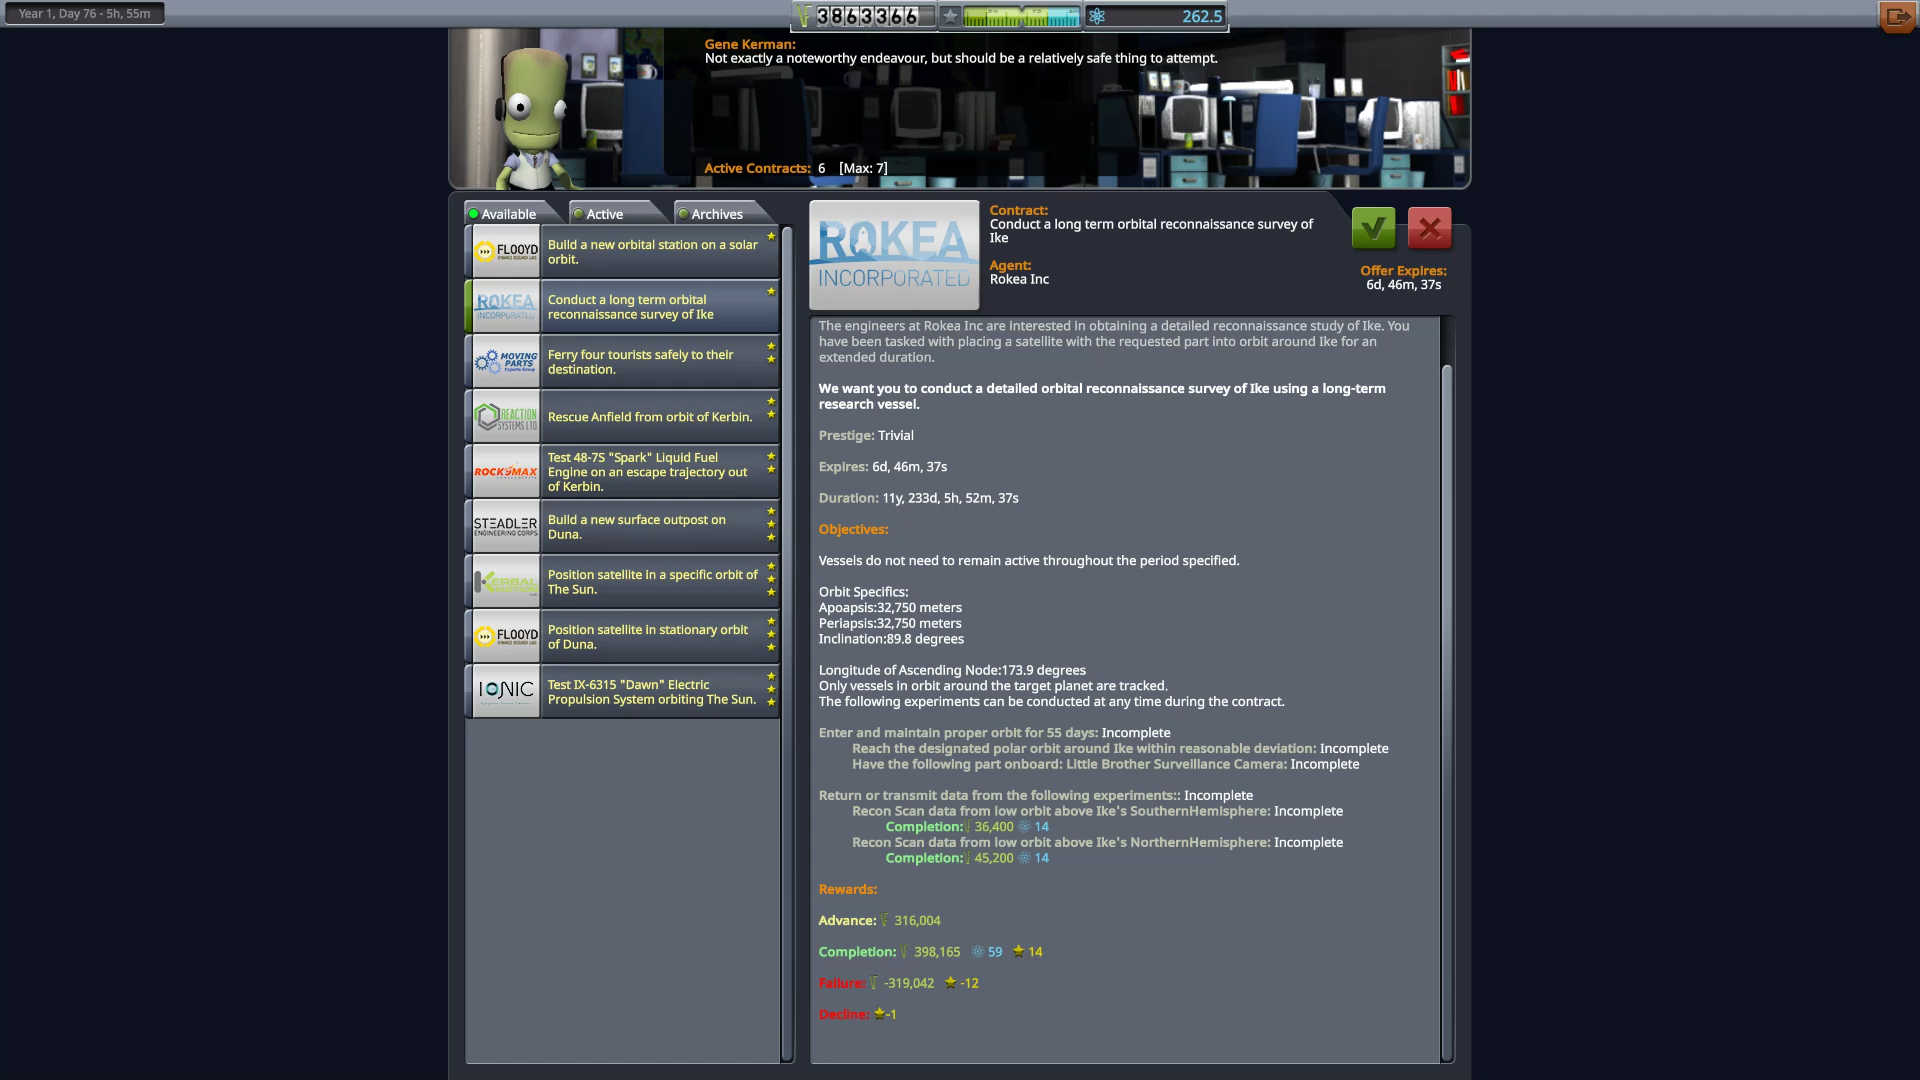 Year 1, Day 76 - 5h, 55m
3863366
262.5
Gene Kerman:
Not exactly a noteworthy endeavour, but should be a relatively safe thing to attempt.
Active Contracts: 6 [Max: 7]
Available
Active
Archives
FLOOYD
Build a new orbital station on a solar
orbit.
ROKEA
INCORPORATED
Conduct a long term orbital
reconnaissance survey of Ike
MOVING
PARTS
Experts Group
Ferry four tourists safely to their
destination.
REACTION
SYSTEMS LTD
Rescue Anfield from orbit of Kerbin.
ROCKOMAX
Test 48-7S "Spark" Liquid Fuel
Engine on an escape trajectory out
of Kerbin.
STEADLER
ENGINEERING CORPS
Build a new surface outpost on
Duna.
KERBAL
MOTION
Position satellite in a specific orbit of
The Sun.
FLOOYD
Position satellite in stationary orbit
of Duna.
IONIC
Test IX-6315 "Dawn" Electric
Propulsion System orbiting The Sun.
ROKEA
INCORPORATED
Contract:
Conduct a long term orbital reconnaissance survey of
Ike
Agent:
Rokea Inc
Offer Expires:
6d, 46m, 37s
The engineers at Rokea Inc are interested in obtaining a detailed reconnaissance study of Ike. You
have been tasked with placing a satellite with the requested part into orbit around Ike for an
extended duration.
We want you to conduct a detailed orbital reconnaissance survey of Ike using a long-term
research vessel.
Prestige: Trivial
Expires: 6d, 46m, 37s
Duration: 11y, 233d, 5h, 52m, 37s
Objectives:
Vessels do not need to remain active throughout the period specified.
Orbit Specifics:
Apoapsis:32,750 meters
Periapsis:32,750 meters
Inclination:89.8 degrees
Longitude of Ascending Node:173.9 degrees
Only vessels in orbit around the target planet are tracked.
The following experiments can be conducted at any time during the contract.
Enter and maintain proper orbit for 55 days: Incomplete
Reach the designated polar orbit around Ike within reasonable deviation: Incomplete
Have the following part onboard: Little Brother Surveillance Camera: Incomplete
Return or transmit data from the following experiments:: Incomplete
Recon Scan data from low orbit above Ike's SouthernHemisphere: Incomplete
Completion: 36,400 14
Recon Scan data from low orbit above Ike's NorthernHemisphere: Incomplete
Completion: 45,200 14
Rewards:
Advance: 316,004
Completion: 398,165 59 14
Failure: -319,042 -12
Decline: -1